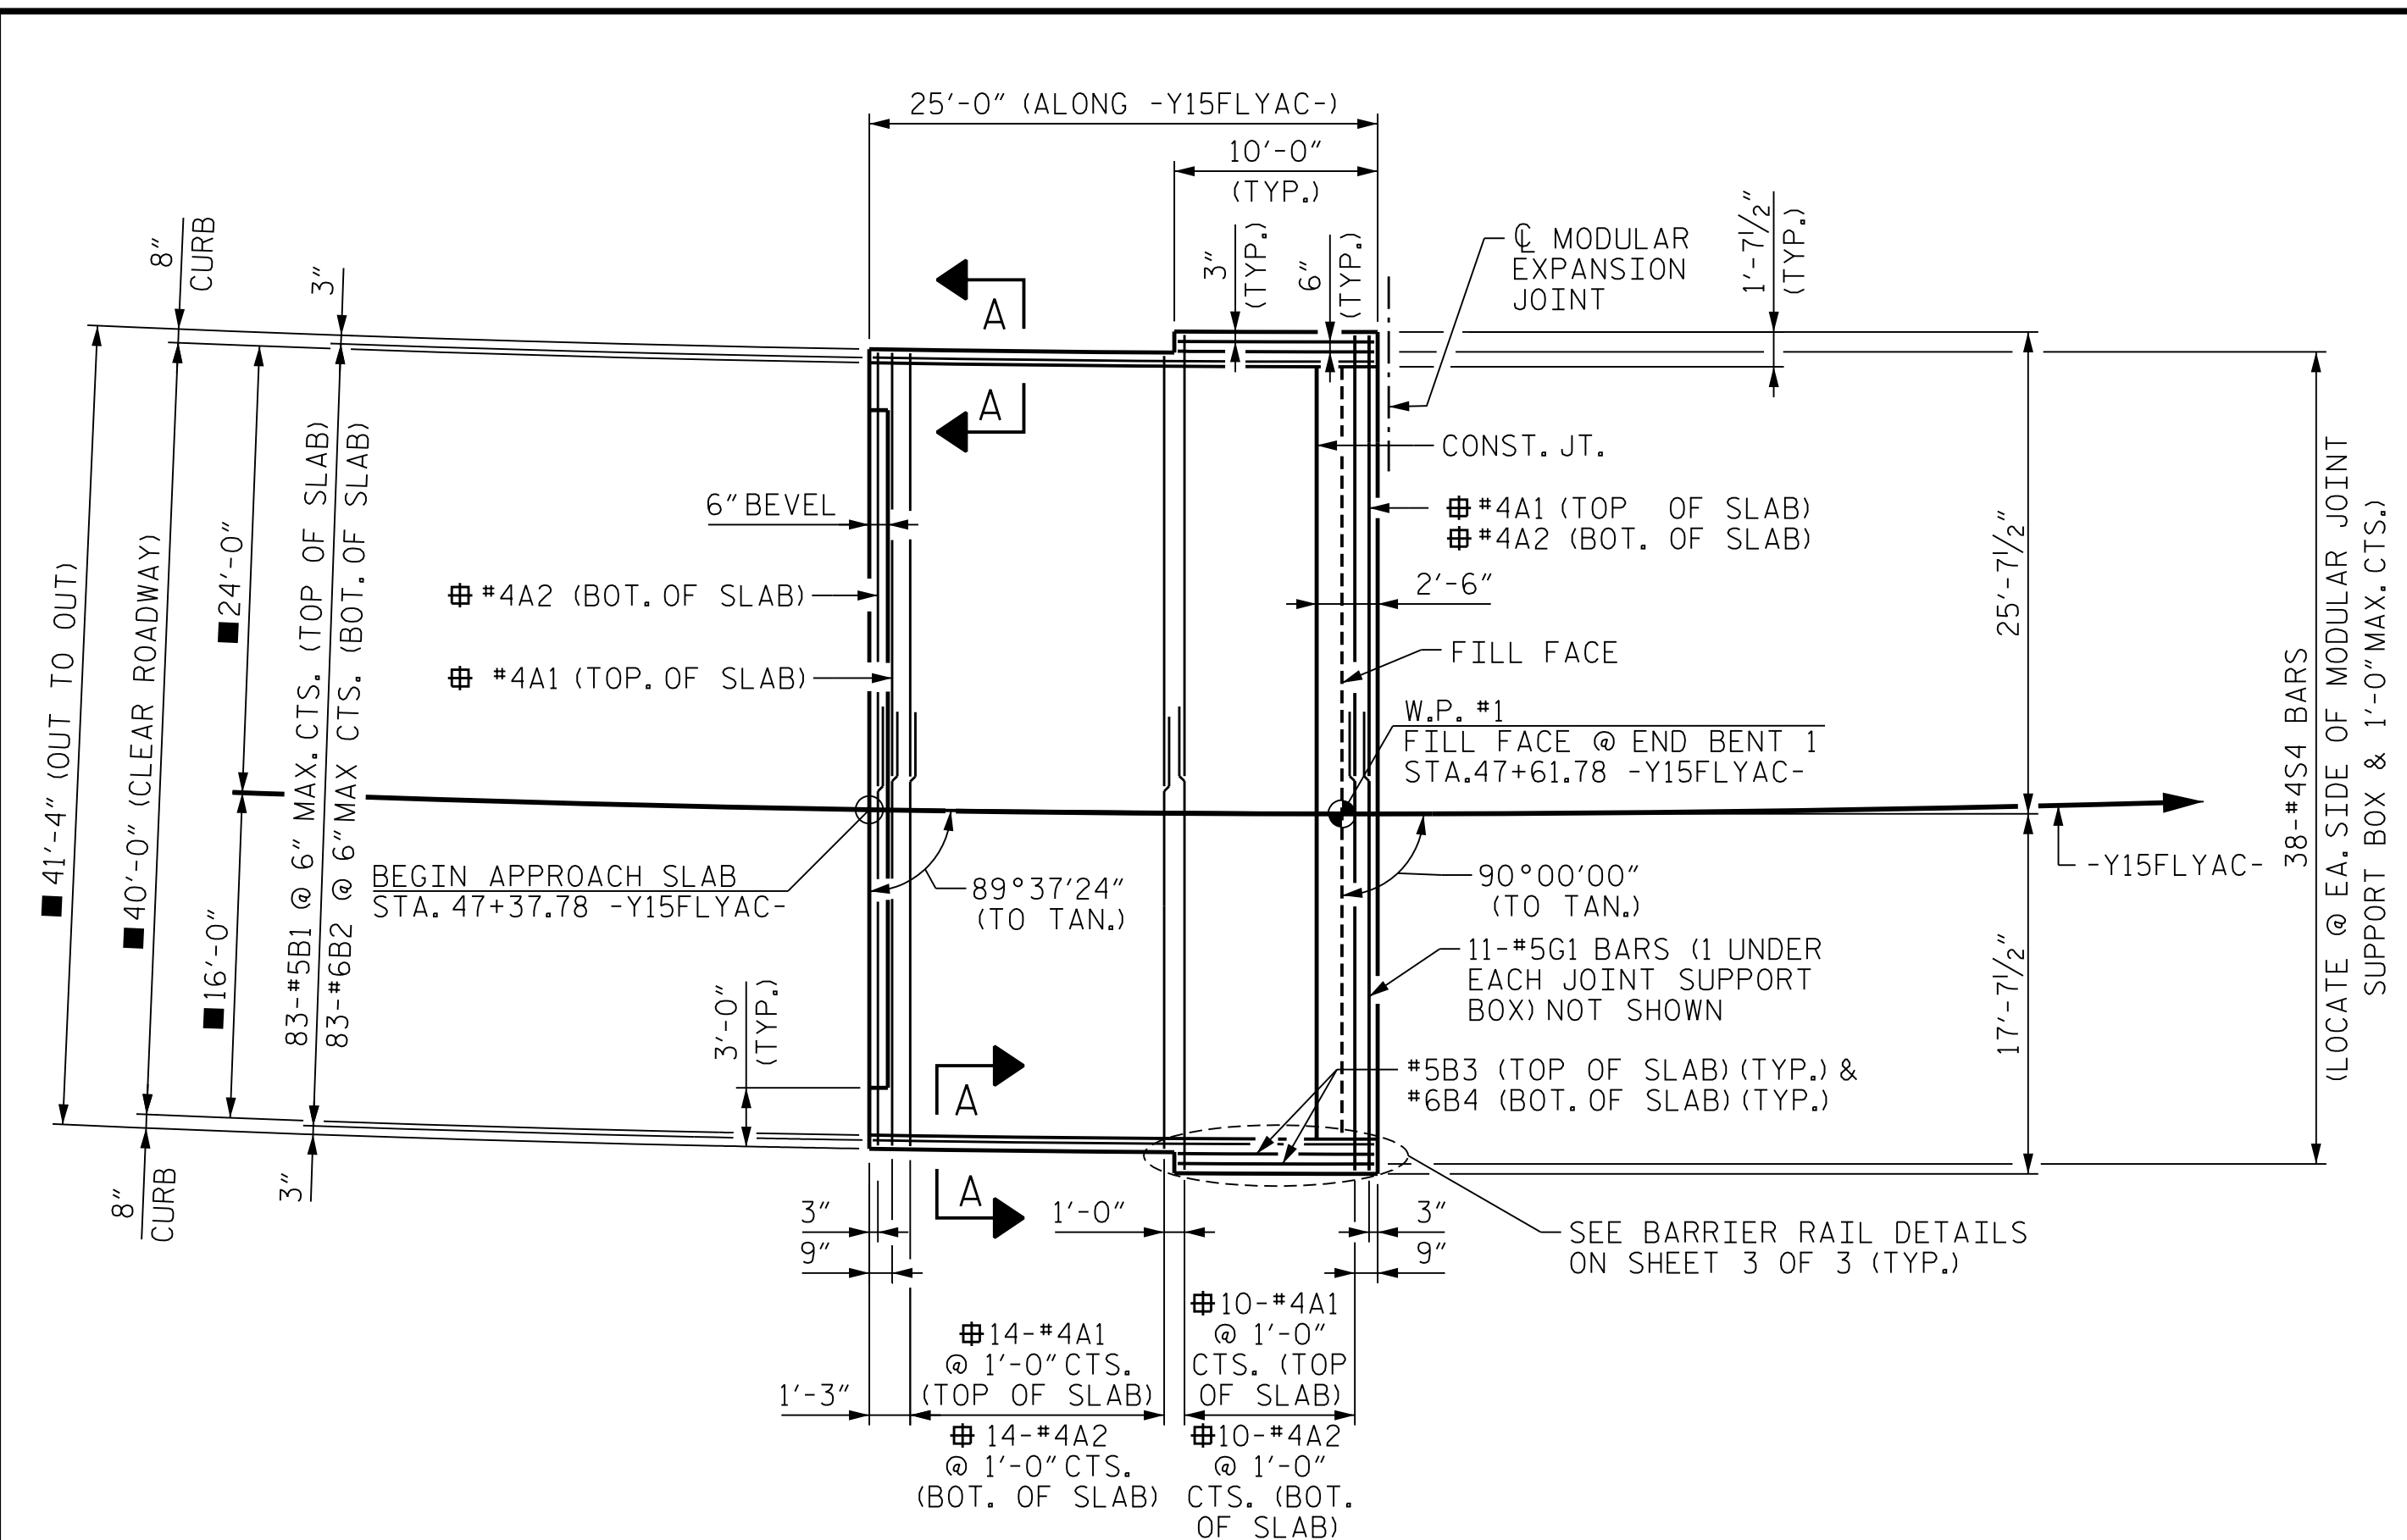 25'-0" (ALONG -Y15FLYAC-)
10'-0"
(TYP.)
8"
CURB
3"
3"
(TYP.)
6"
(TYP.)
℄ MODULAR
EXPANSION
JOINT
1'-7½"
(TYP.)
A
A
CONST. JT.
6" BEVEL
⌗ #4A1 (TOP OF SLAB)
⌗ #4A2 (BOT. OF SLAB)
2'-6"
⌗ #4A2 (BOT. OF SLAB)
⌗ #4A1 (TOP. OF SLAB)
FILL FACE
W.P. #1
FILL FACE @ END BENT 1
STA. 47+61.78 -Y15FLYAC-
■ 41'-4" (OUT TO OUT)
■ 40'-0" (CLEAR ROADWAY)
■ 24'-0"
■ 16'-0"
83-#5B1 @ 6" MAX. CTS. (TOP OF SLAB)
83-#6B2 @ 6" MAX CTS. (BOT. OF SLAB)
BEGIN APPROACH SLAB
STA. 47+37.78 -Y15FLYAC-
89°37'24"
(TO TAN.)
90°00'00"
(TO TAN.)
-Y15FLYAC-
25'-7½"
17'-7½"
38-#4S4 BARS
(LOCATE @ EA. SIDE OF MODULAR JOINT
SUPPORT BOX & 1'-0" MAX. CTS.)
11-#5G1 BARS (1 UNDER
EACH JOINT SUPPORT
BOX) NOT SHOWN
3'-0"
(TYP.)
#5B3 (TOP OF SLAB) (TYP.) &
#6B4 (BOT. OF SLAB) (TYP.)
A
A
8"
CURB
3"
3"
9"
1'-0"
3"
9"
SEE BARRIER RAIL DETAILS
ON SHEET 3 OF 3 (TYP.)
1'-3"
⌗ 14-#4A1
@ 1'-0" CTS.
(TOP OF SLAB)
⌗ 14-#4A2
@ 1'-0" CTS.
(BOT. OF SLAB)
⌗ 10-#4A1
@ 1'-0"
CTS. (TOP
OF SLAB)
⌗ 10-#4A2
@ 1'-0"
CTS. (BOT.
OF SLAB)